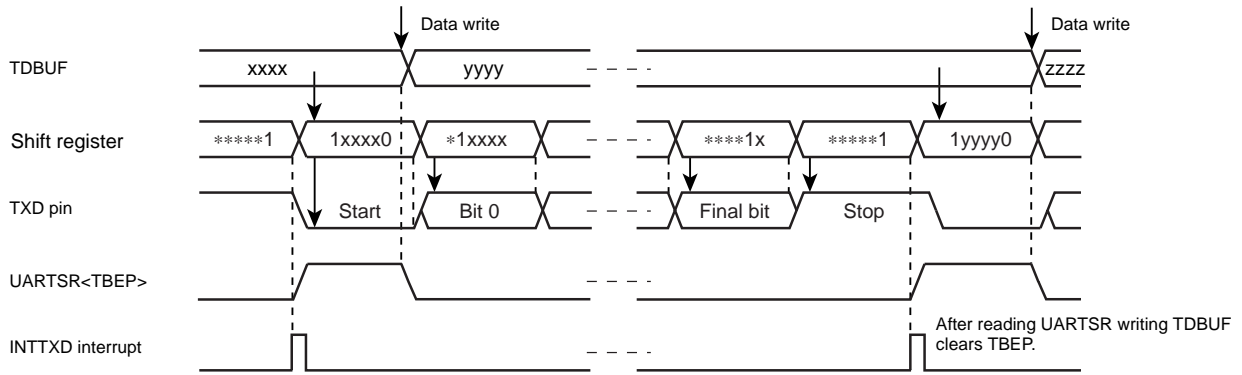 Data write Data write
TDBUF xxxx yyyy zzzz
Shift register *****1 1xxxx0 *1xxxx ****1x *****1 1yyyy0
TXD pin Start Bit 0 Final bit Stop
UARTSR<TBEP>
After reading UARTSR writing TDBUF
clears TBEP.
INTTXD interrupt